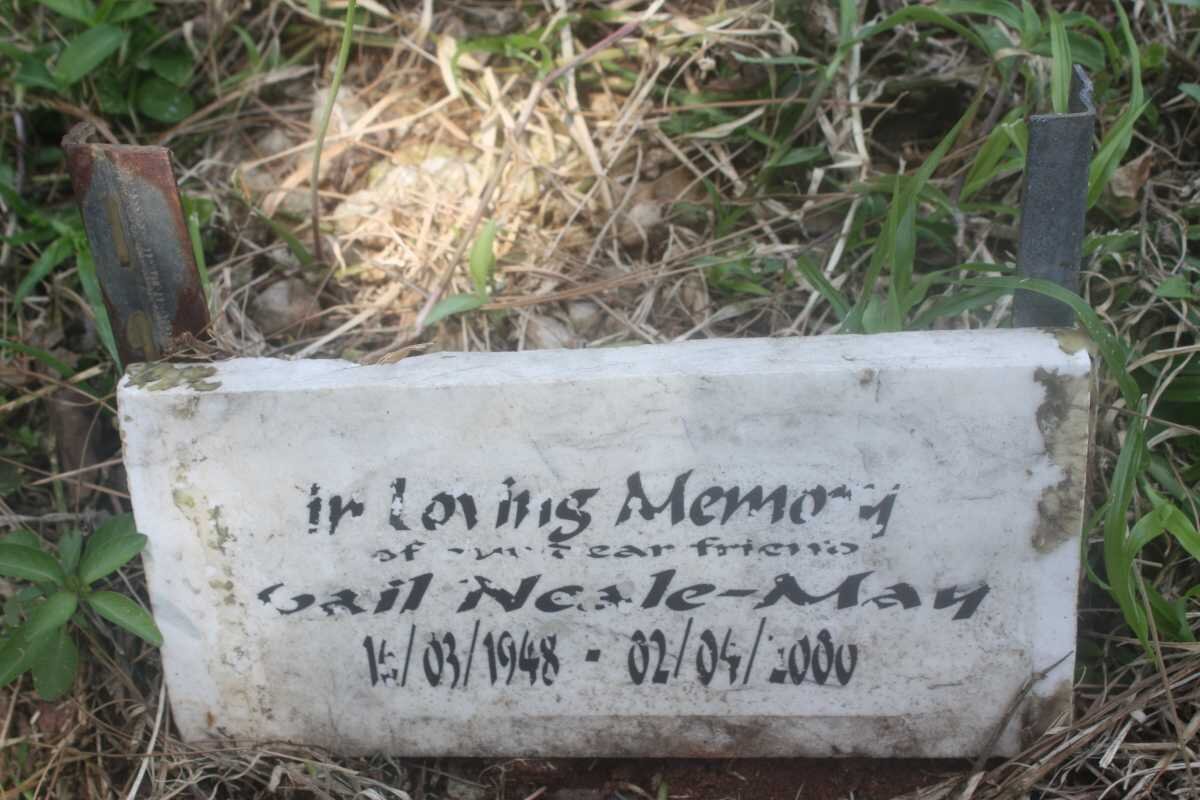 in Loving Memory
of our dear friend
Gail Neale-May
15/03/1948 - 02/04/2000